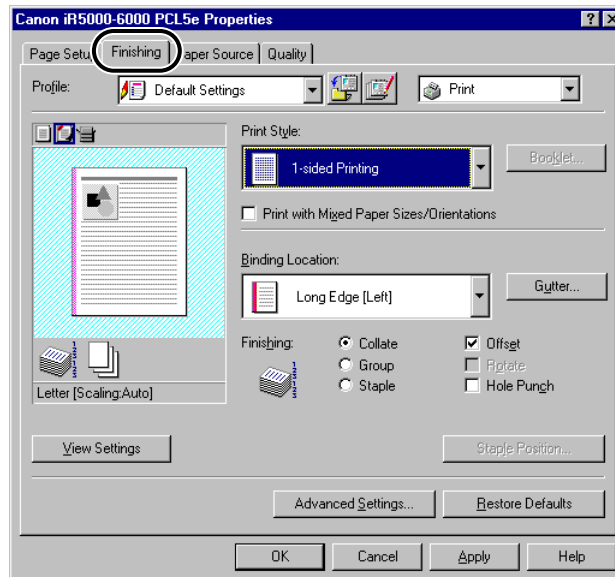 Canon iR5000-6000 PCL5e Properties
Page Setu Finishing aper Source Quality
Profile: Default Settings Print
Print Style:
1-sided Printing Booklet...
Print with Mixed Paper Sizes/Orientations
Binding Location:
Long Edge [Left] Gutter...
Finishing: Collate Offset
Group Rotate
Staple Hole Punch
Letter [Scaling:Auto]
View Settings Staple Position...
Advanced Settings... Restore Defaults
OK Cancel Apply Help